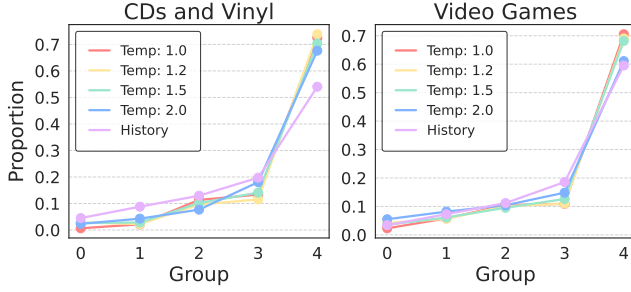 CDs and Vinyl
Proportion
0.7
0.6
0.5
0.4
0.3
0.2
0.1
0.0
Temp: 1.0
Temp: 1.2
Temp: 1.5
Temp: 2.0
History
0 1 2 3 4
Group
Video Games
0.7
0.6
0.5
0.4
0.3
0.2
0.1
0.0
Temp: 1.0
Temp: 1.2
Temp: 1.5
Temp: 2.0
History
0 1 2 3 4
Group